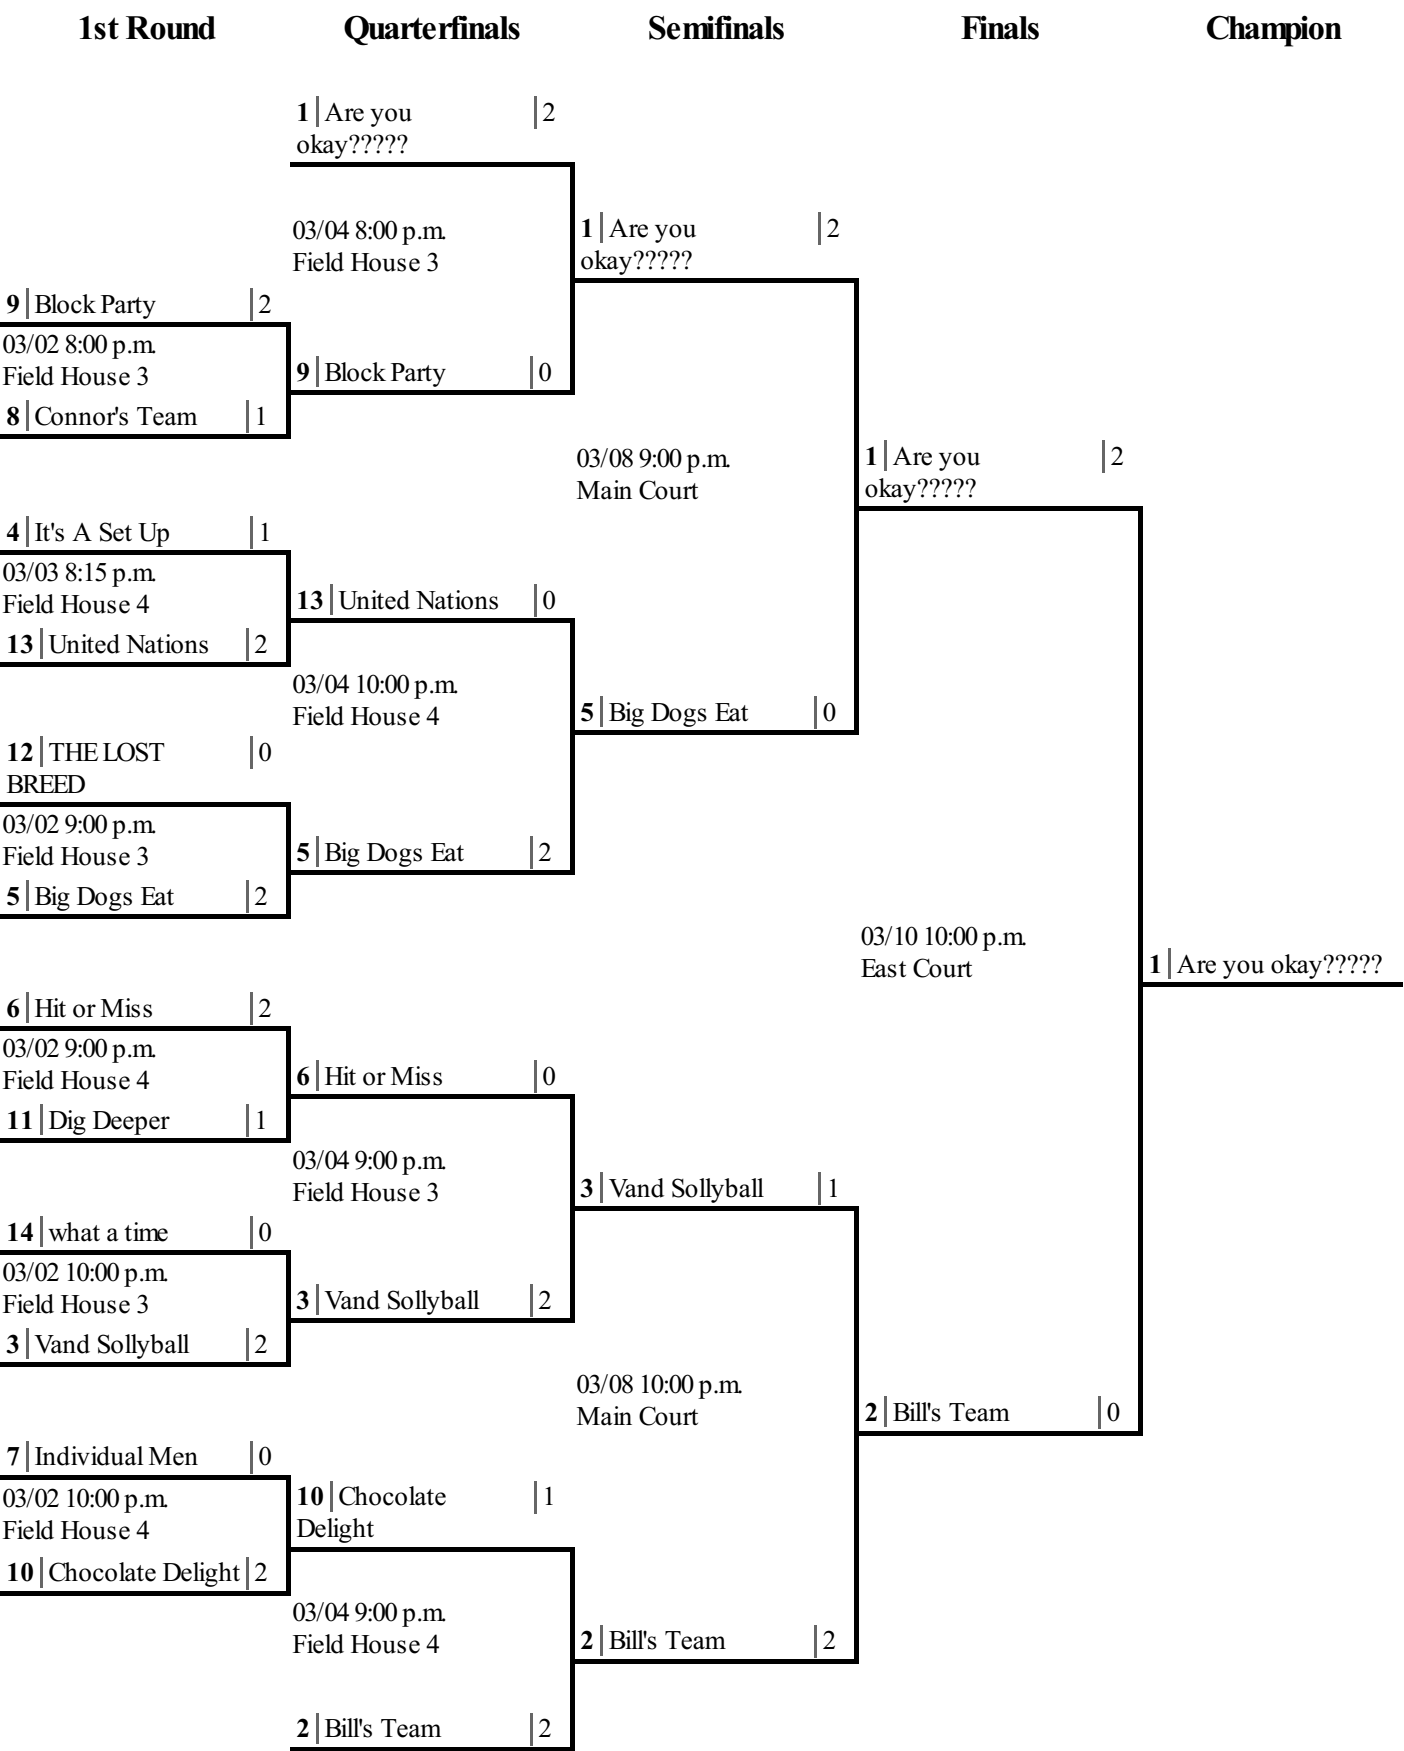 1st Round Quarterfinals Semifinals Finals Champion
1 Are you 2
okay?????
03/04 8:00 p.m.
Field House 3
1 Are you 2
okay?????
9 Block Party 2
03/02 8:00 p.m.
Field House 3
8 Connor's Team 1
9 Block Party 0
03/08 9:00 p.m.
Main Court
1 Are you 2
okay?????
4 It's A Set Up 1
03/03 8:15 p.m.
Field House 4
13 United Nations 2
13 United Nations 0
03/04 10:00 p.m.
Field House 4
5 Big Dogs Eat 0
12 THE LOST 0
BREED
03/02 9:00 p.m.
Field House 3
5 Big Dogs Eat 2
5 Big Dogs Eat 2
03/10 10:00 p.m.
East Court
1 Are you okay?????
6 Hit or Miss 2
03/02 9:00 p.m.
Field House 4
11 Dig Deeper 1
6 Hit or Miss 0
03/04 9:00 p.m.
Field House 3
3 Vand Sollyball 1
14 what a time 0
03/02 10:00 p.m.
Field House 3
3 Vand Sollyball 2
3 Vand Sollyball 2
03/08 10:00 p.m.
Main Court
2 Bill's Team 0
7 Individual Men 0
03/02 10:00 p.m.
Field House 4
10 Chocolate Delight 2
10 Chocolate 1
Delight
03/04 9:00 p.m.
Field House 4
2 Bill's Team 2
2 Bill's Team 2